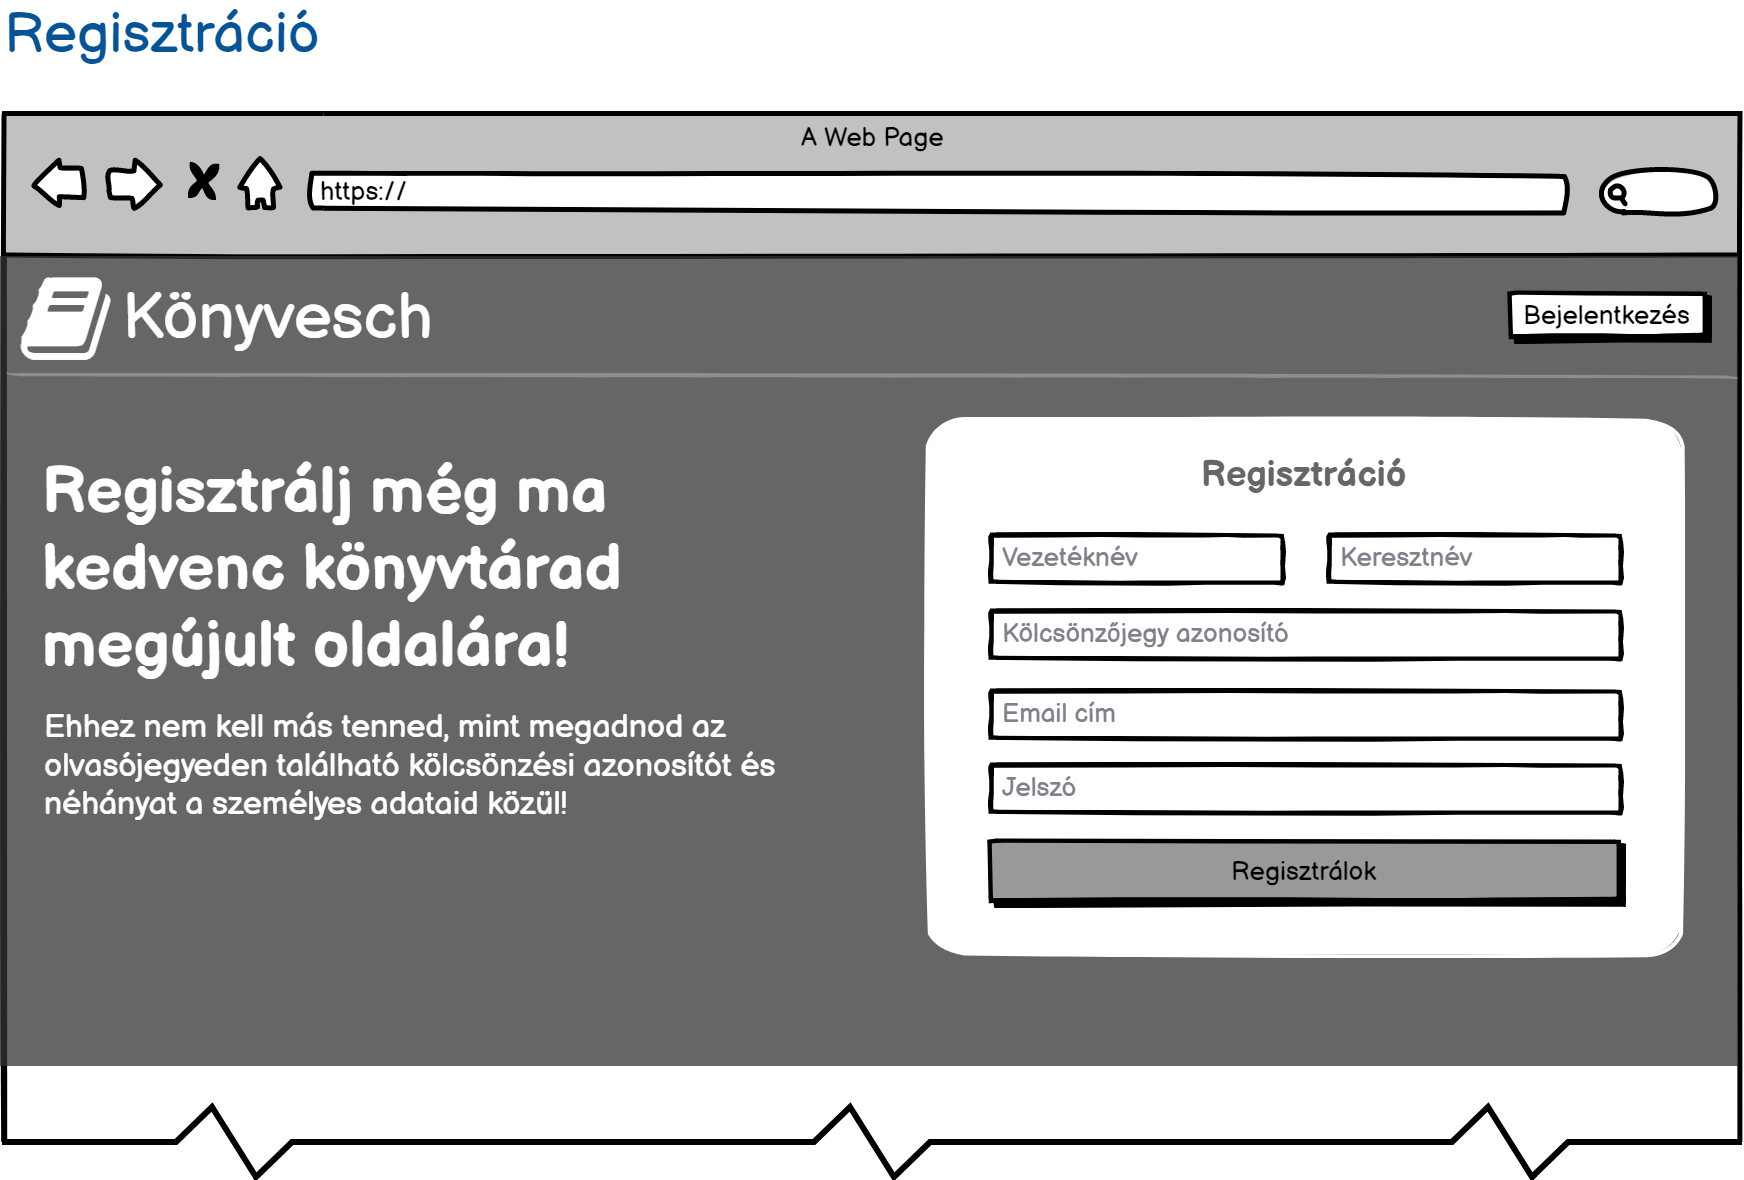 Regisztráció
A Web Page
https://
Könyvesch
Bejelentkezés
Regisztrálj még ma
kedvenc könyvtárad
megújult oldalára!
Ehhez nem kell más tenned, mint megadnod az
olvasójegyeden található kölcsönzési azonosítót és
néhányat a személyes adataid közül!
Regisztráció
Vezetéknév
Keresztnév
Kölcsönzőjegy azonosító
Email cím
Jelszó
Regisztrálok